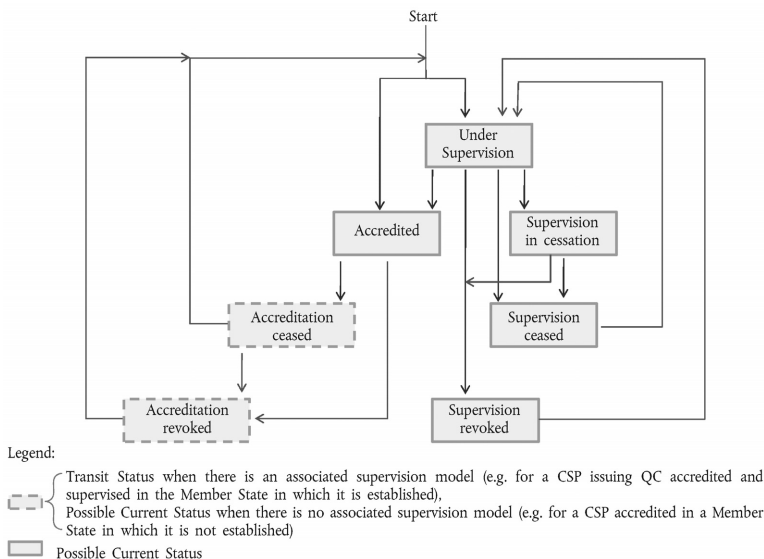 Start
Under
Supervision
Accredited
Supervision
in cessation
Accreditation
ceased
Supervision
ceased
Accreditation
revoked
Supervision
revoked
Legend:
Transit Status when there is an associated supervision model (e.g. for a CSP issuing QC accredited and
supervised in the Member State in which it is established),
Possible Current Status when there is no associated supervision model (e.g. for a CSP accredited in a Member
State in which it is not established)
Possible Current Status